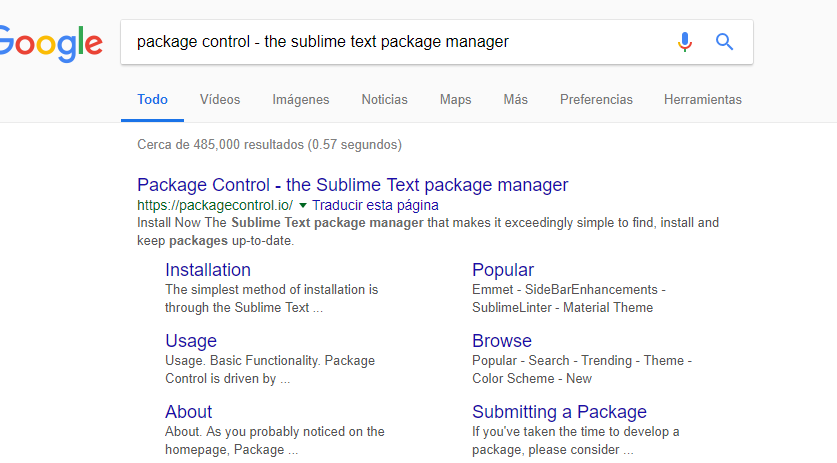 Google
package control - the sublime text package manager
Todo Vídeos Imágenes Noticias Maps Más Preferencias Herramientas
Cerca de 485,000 resultados (0.57 segundos)
Package Control - the Sublime Text package manager
https://packagecontrol.io/ Traducir esta página
Install Now The Sublime Text package manager that makes it exceedingly simple to find, install and
keep packages up-to-date.
Installation
The simplest method of installation is
through the Sublime Text ...
Popular
Emmet - SideBarEnhancements -
SublimeLinter - Material Theme
Usage
Usage. Basic Functionality. Package
Control is driven by ...
Browse
Popular - Search - Trending - Theme -
Color Scheme - New
About
About. As you probably noticed on the
homepage, Package ...
Submitting a Package
If you've taken the time to develop a
package, please consider ...